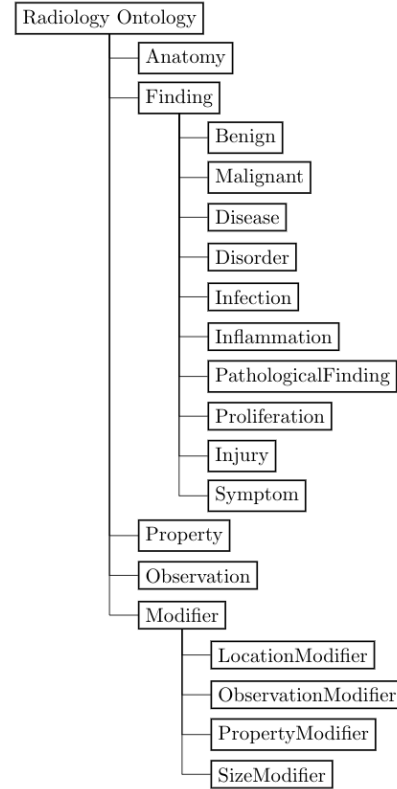 Radiology Ontology
Anatomy
Finding
Benign
Malignant
Disease
Disorder
Infection
Inflammation
PathologicalFinding
Proliferation
Injury
Symptom
Property
Observation
Modifier
LocationModifier
ObservationModifier
PropertyModifier
SizeModifier